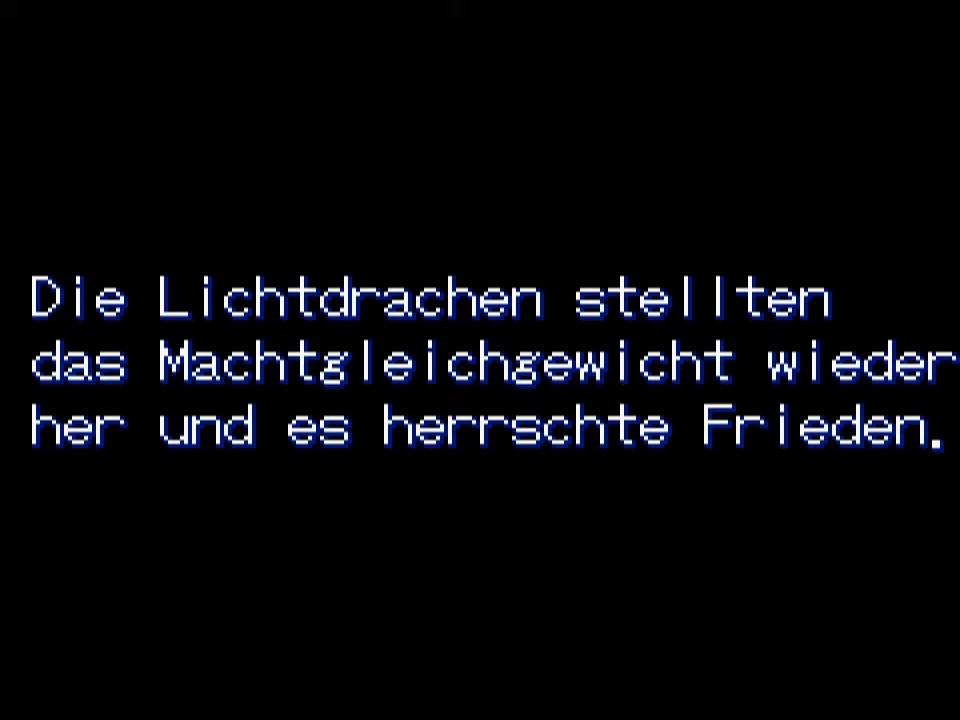 Die Lichtdrachen stellten
das Machtgleichgewicht wieder
her und es herrschte Frieden.